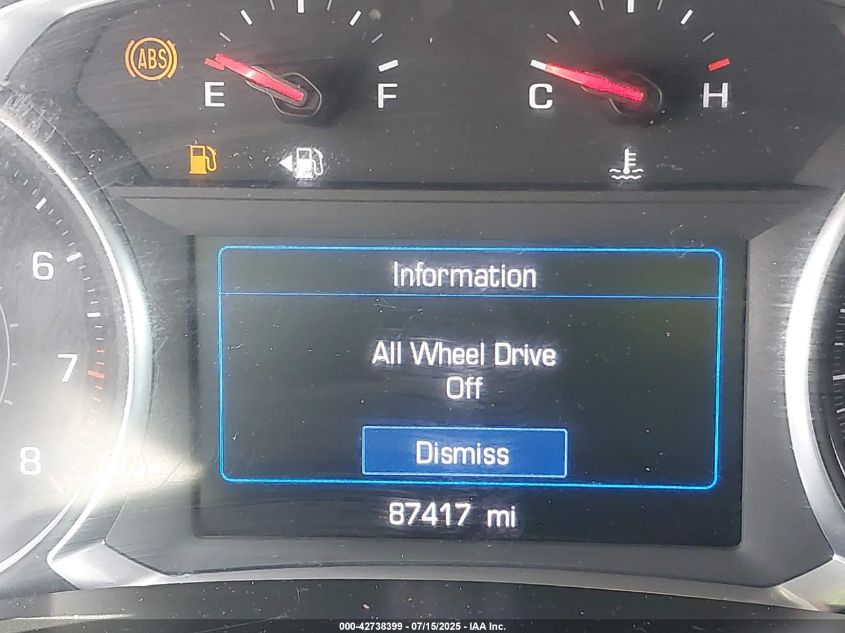 ABS
E F
C H
Information
6
All Wheel Drive
7
Off
8
Dismiss
87417 mi
000-42738399 - 07/15/2025 - IAA Inc.